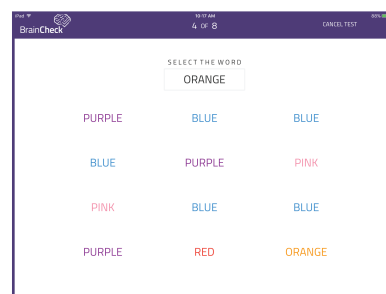 iPad 10:17 AM 88%
BrainCheck 4 OF 8 CANCEL TEST
SELECT THE WORD
ORANGE
PURPLE BLUE BLUE
BLUE PURPLE PINK
PINK BLUE BLUE
PURPLE RED ORANGE